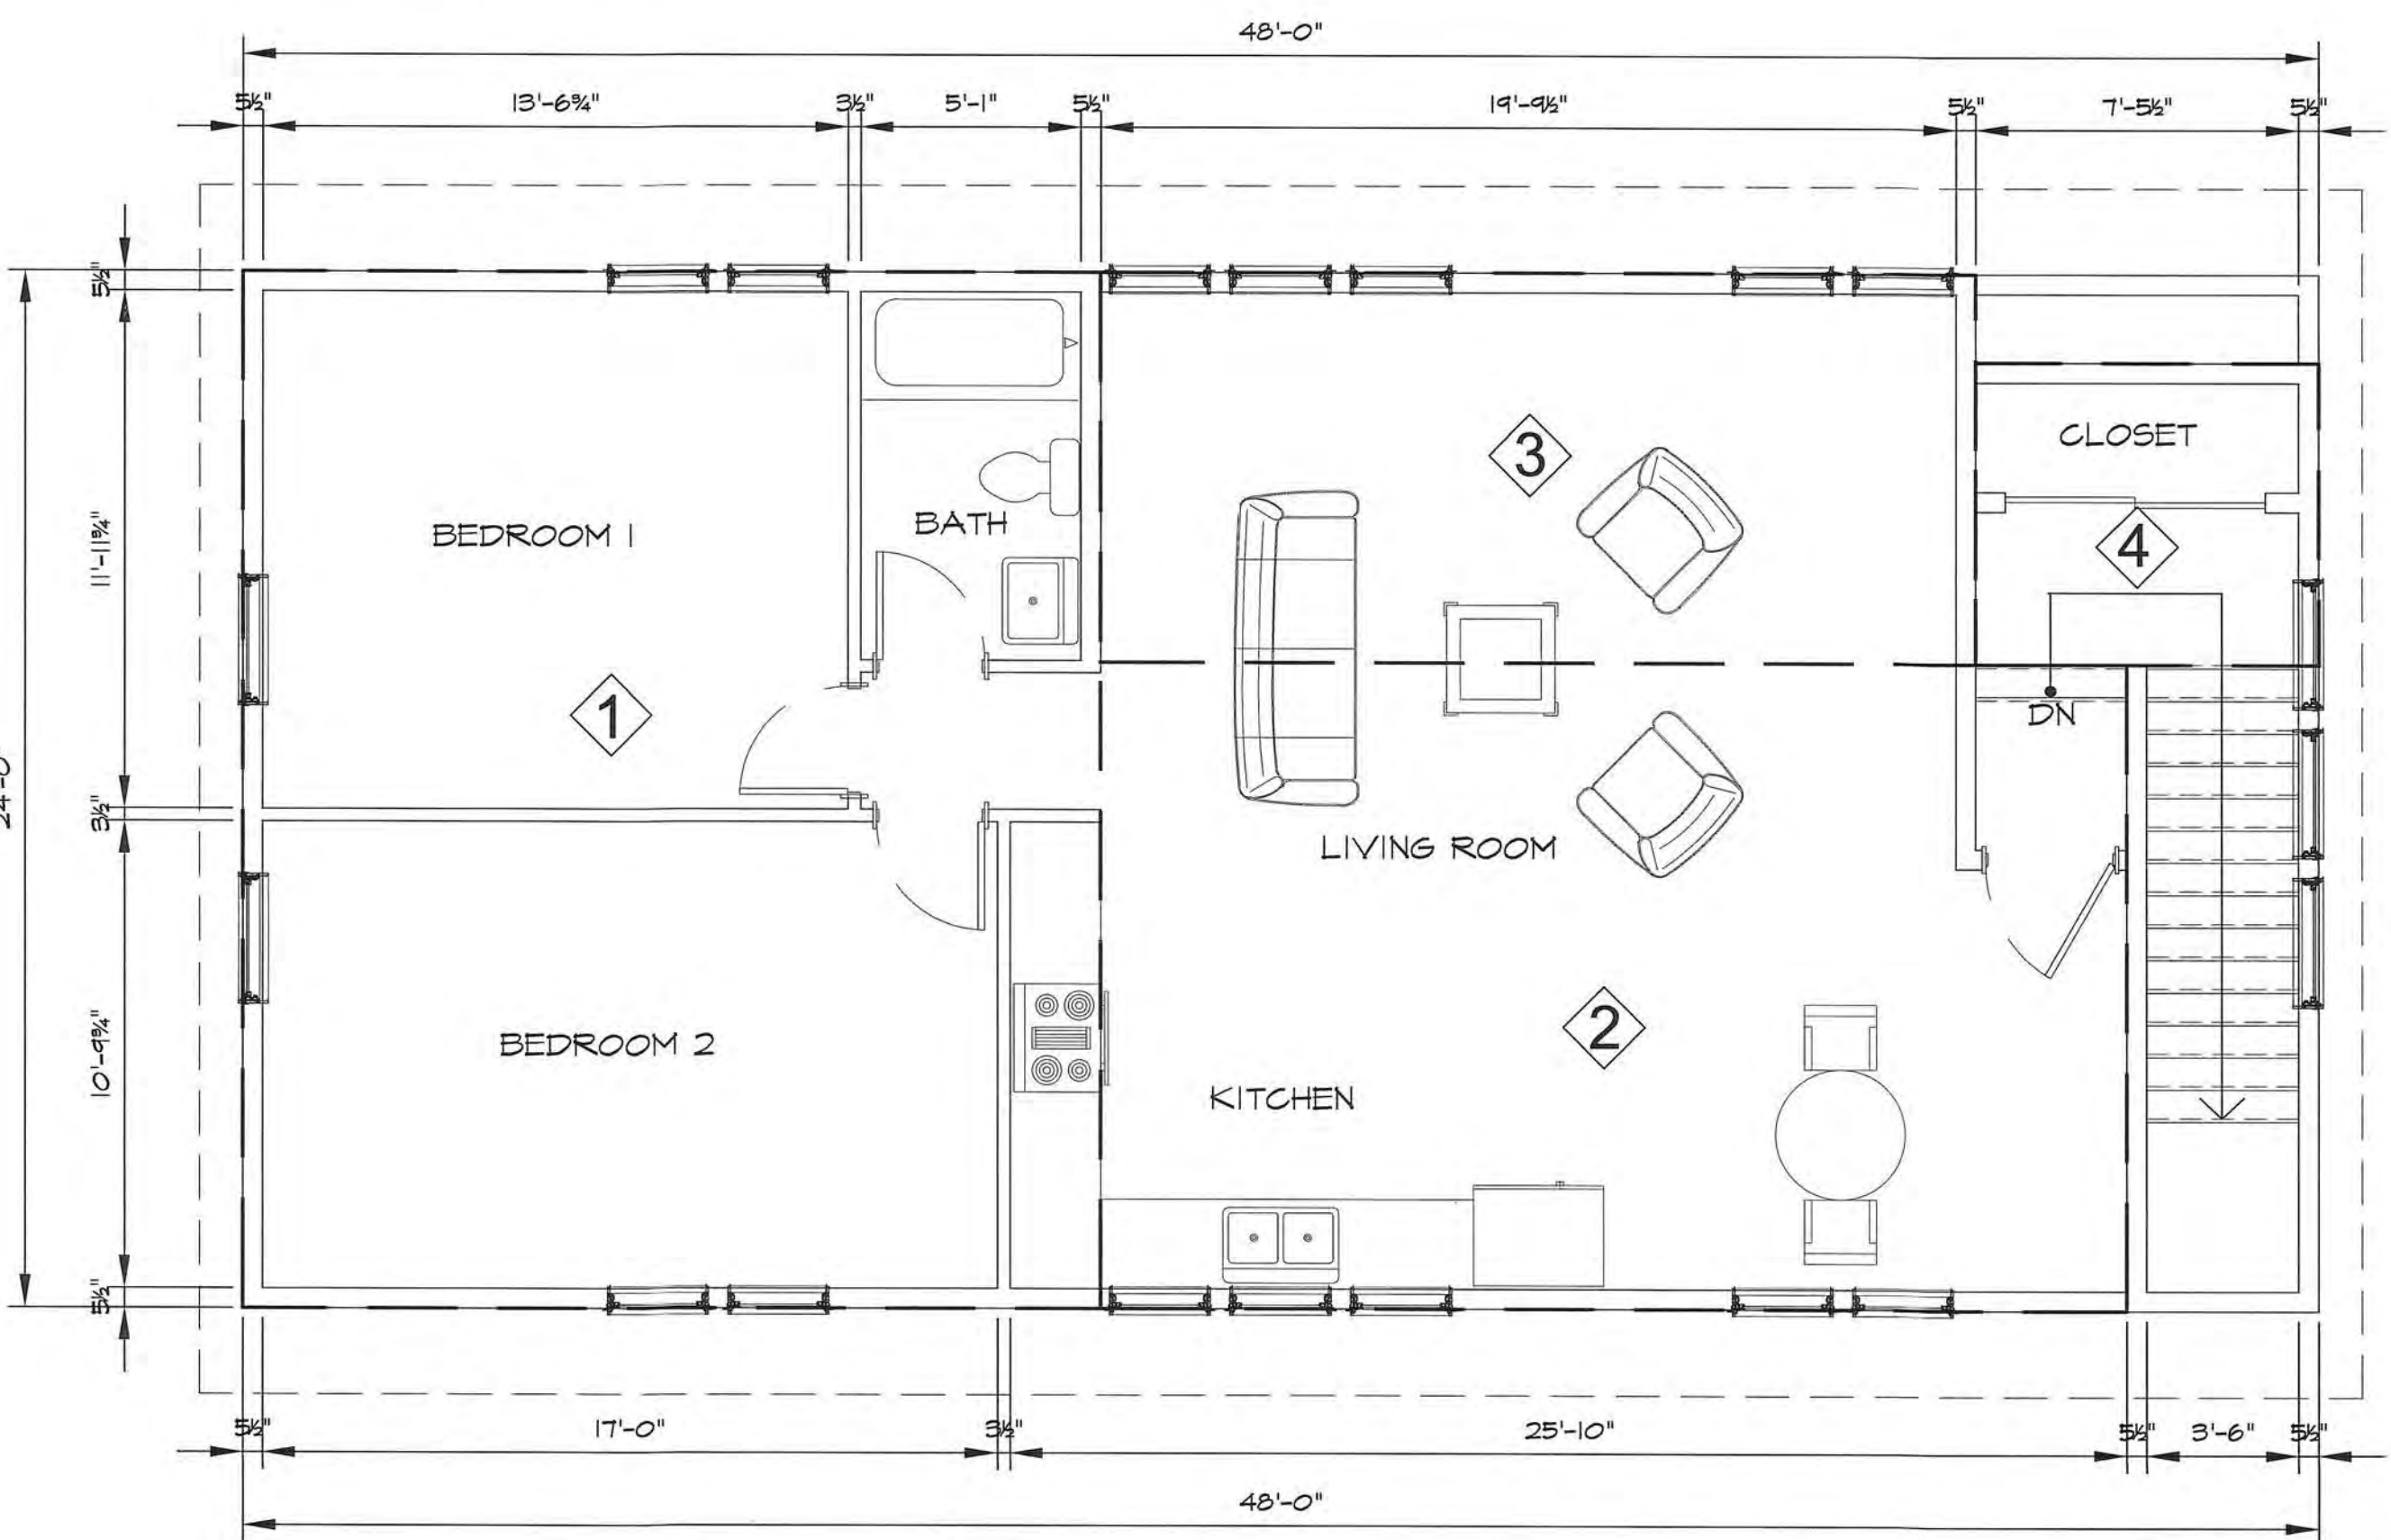 48'-0"
5½" 13'-6¾" 3½" 5'-1" 5½" 19'-9½" 5½" 7'-5½" 5½"
5½"
11'-11¾"
3½"
10'-9¾"
5½"
24'-0"
3
CLOSET
BEDROOM 1
BATH
4
1
DN
LIVING ROOM
2
BEDROOM 2
KITCHEN
5½" 17'-0" 3½" 25'-10" 5½" 3'-6" 5½"
48'-0"